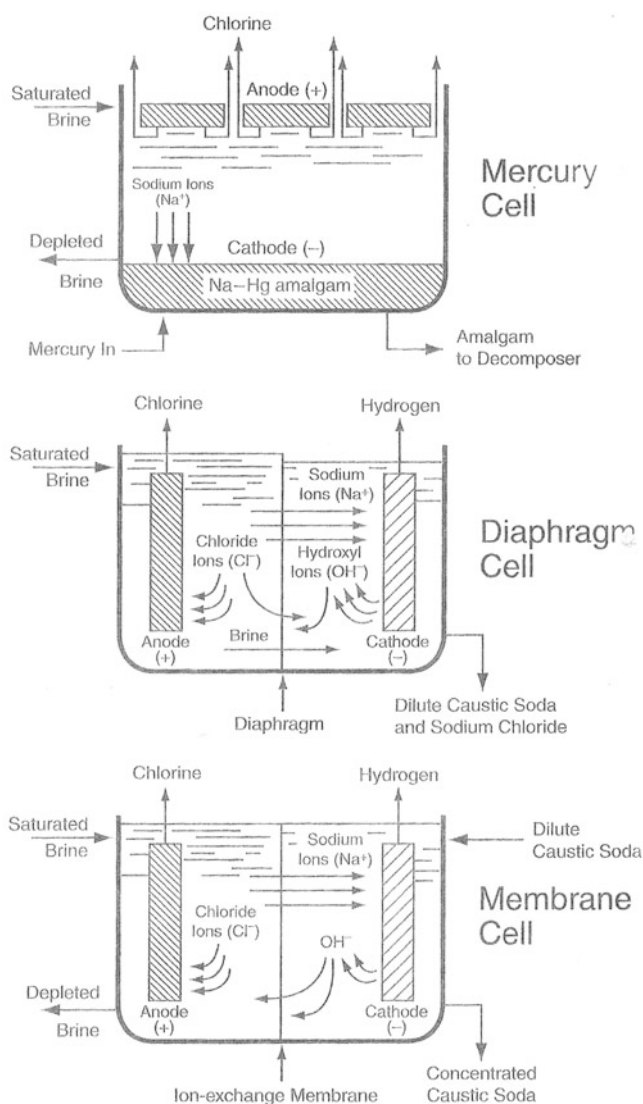 Chlorine
Anode (+)
Saturated
Brine
Sodium Ions
(Na⁺)
Cathode (–)
Depleted
Brine
Na–Hg amalgam
Mercury In
Amalgam
to Decomposer
Mercury
Cell
Chlorine
Hydrogen
Saturated
Brine
Sodium
Ions (Na⁺)
Chloride
Ions (Cl⁻)
Hydroxyl
Ions (OH⁻)
Anode
(+)
Brine
Cathode
(–)
Diaphragm
Dilute Caustic Soda
and Sodium Chloride
Diaphragm
Cell
Chlorine
Hydrogen
Saturated
Brine
Sodium
Ions (Na⁺)
Dilute
Caustic Soda
Chloride
Ions (Cl⁻)
OH⁻
Depleted
Brine
Anode
(+)
Cathode
(–)
Ion-exchange Membrane
Concentrated
Caustic Soda
Membrane
Cell